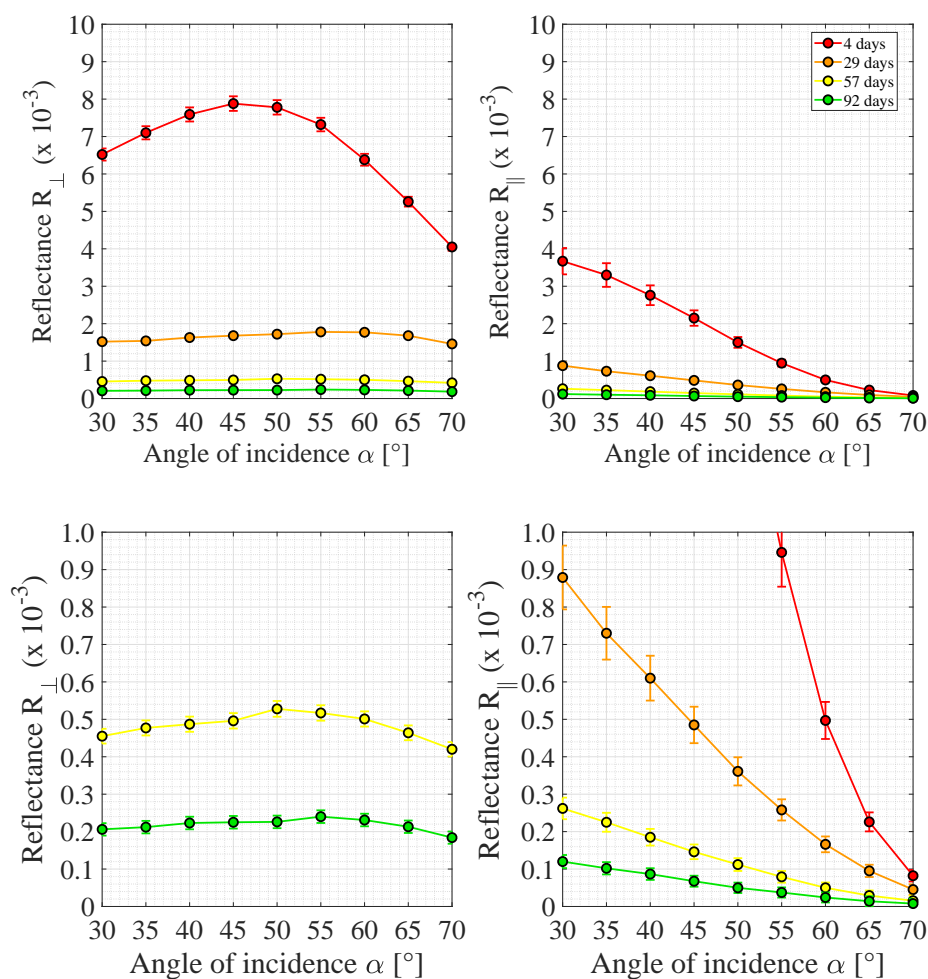 10
9
8
7
6
5
4
3
2
1
0
30 35 40 45 50 55 60 65 70
Angle of incidence α [°]
Reflectance R⊥ (x 10-3)
10
9
8
7
6
5
4
3
2
1
0
30 35 40 45 50 55 60 65 70
Angle of incidence α [°]
Reflectance R∥ (x 10-3)
4 days
29 days
57 days
92 days
1.0
0.9
0.8
0.7
0.6
0.5
0.4
0.3
0.2
0.1
0
30 35 40 45 50 55 60 65 70
Angle of incidence α [°]
Reflectance R⊥ (x 10-3)
1.0
0.9
0.8
0.7
0.6
0.5
0.4
0.3
0.2
0.1
0
30 35 40 45 50 55 60 65 70
Angle of incidence α [°]
Reflectance R∥ (x 10-3)